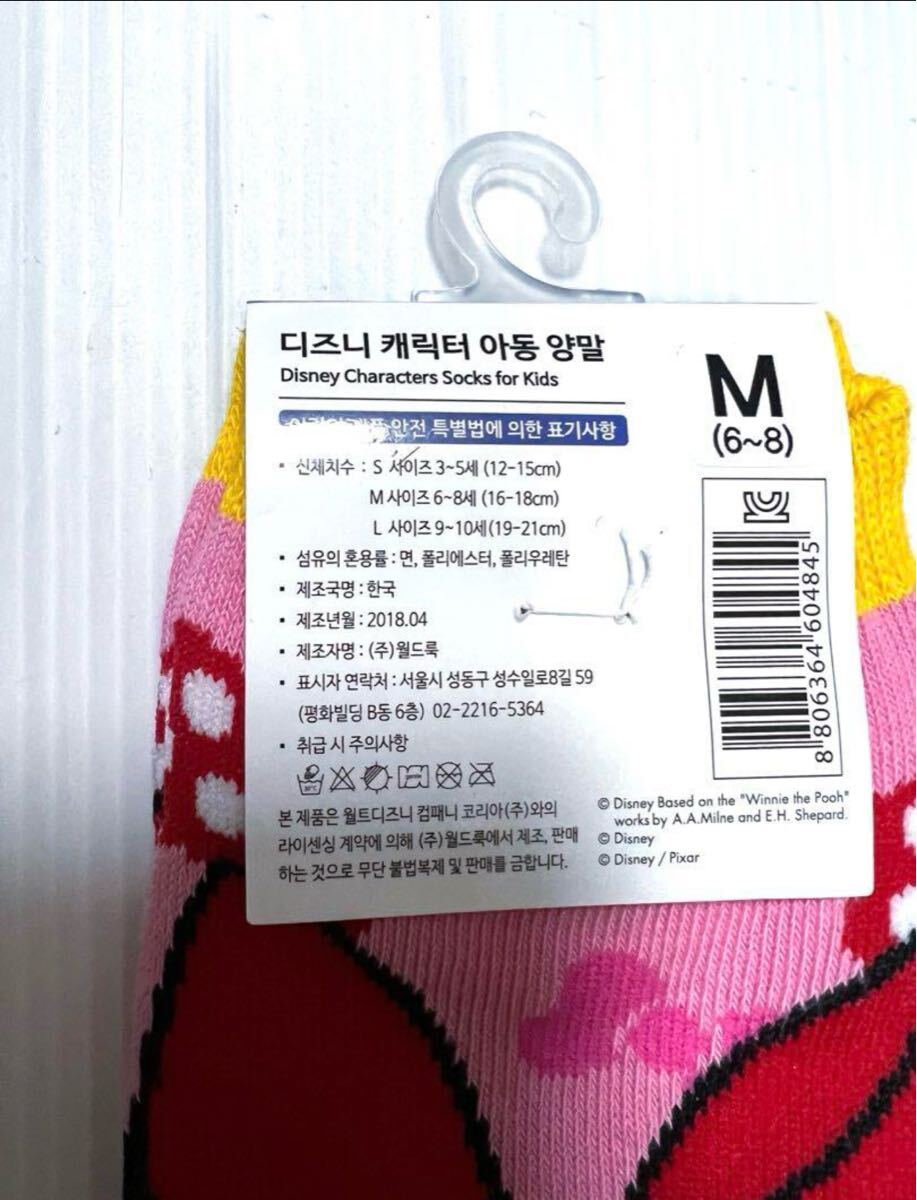 디즈니 캐릭터 아동 양말
Disney Characters Socks for Kids
M
(6~8)
안전 특별법에 의한 표기사항
• 신체치수 : S 사이즈 3~5세 (12-15cm)
M 사이즈 6~8세 (16-18cm)
L 사이즈 9~10세(19-21cm)
• 섬유의 혼용률 : 면, 폴리에스터, 폴리우레탄
• 제조국명 : 한국
• 제조년월 : 2018.04
• 제조자명 : (주)월드룩
• 표시자 연락처 : 서울시 성동구 성수일로8길 59
(평화빌딩 B동 6층) 02-2216-5364
• 취급 시 주의사항
30°C
본 제품은 월트디즈니 컴패니 코리아(주)와의
라이센싱 계약에 의해 (주)월드룩에서 제조, 판매
하는 것으로 무단 불법복제 및 판매를 금합니다.
8 806364 604845
© Disney Based on the "Winnie the Pooh"
works by A.A.Milne and E.H. Shepard.
© Disney
© Disney / Pixar